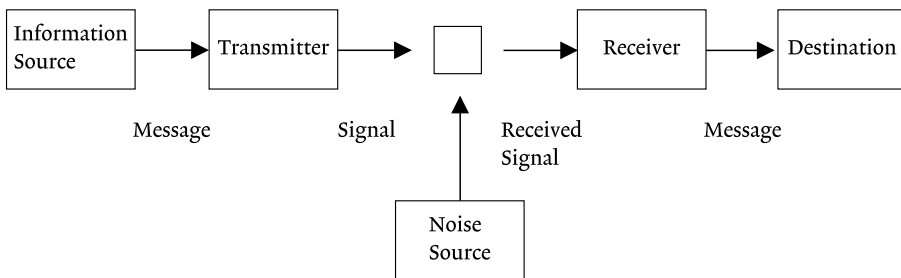 Information
Source
Transmitter
Receiver
Destination
Message
Signal
Received
Signal
Message
Noise
Source